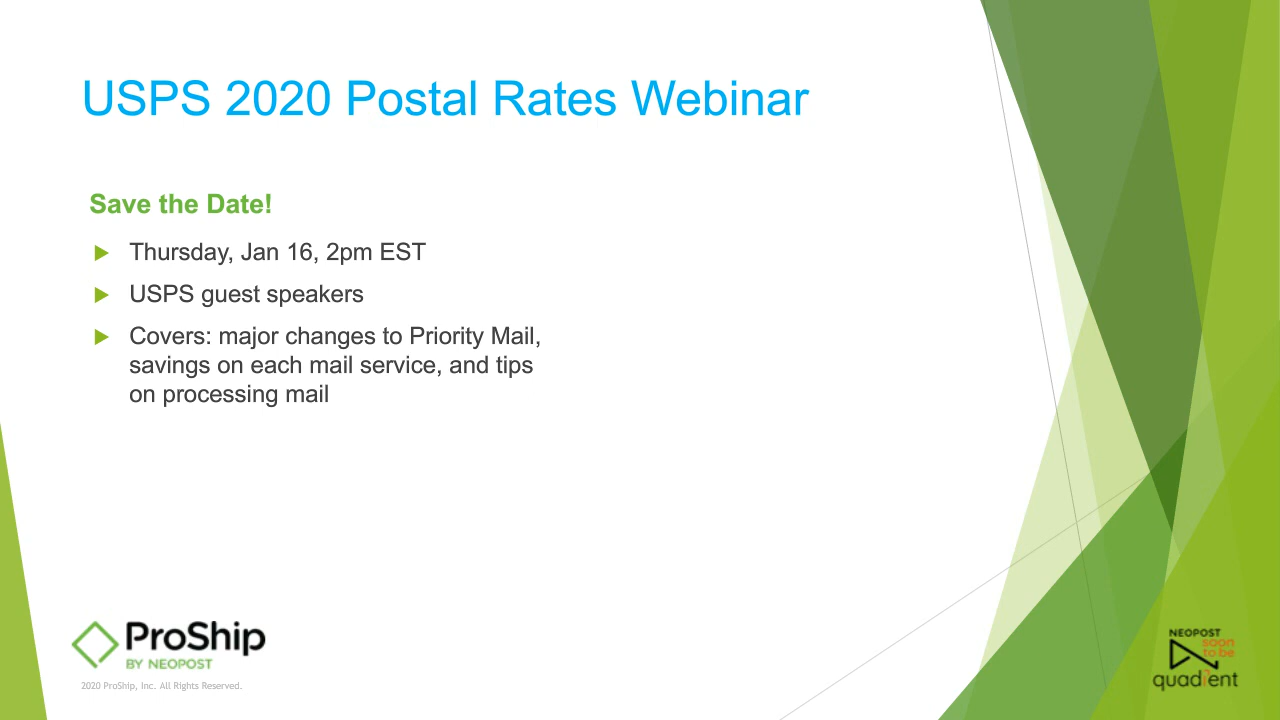 USPS 2020 Postal Rates Webinar
Save the Date!
Thursday, Jan 16, 2pm EST
USPS guest speakers
Covers: major changes to Priority Mail,
savings on each mail service, and tips
on processing mail
ProShip
BY NEOPOST
2020 ProShip, Inc. All Rights Reserved.
NEOPOST
soon
to be
quadient